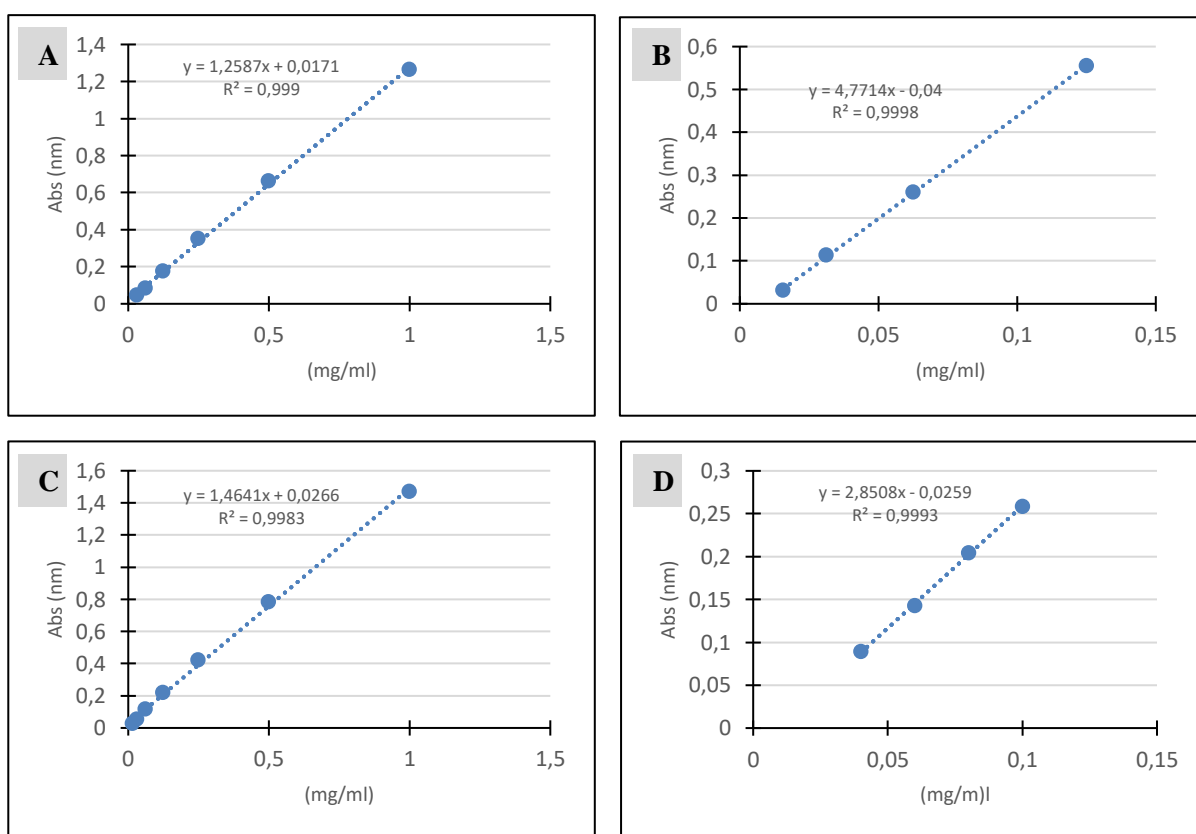 A
y = 1,2587x + 0,0171
R² = 0,999
1,4
1,2
1
0,8
0,6
0,4
0,2
0
Abs (nm)
0
0,5
1
1,5
(mg/ml)
B
y = 4,7714x - 0,04
R² = 0,9998
0,6
0,5
0,4
0,3
0,2
0,1
0
Abs (nm)
0
0,05
0,1
0,15
(mg/ml)
C
y = 1,4641x + 0,0266
R² = 0,9983
1,6
1,4
1,2
1
0,8
0,6
0,4
0,2
0
Abs (nm)
0
0,5
1
1,5
(mg/ml)
D
y = 2,8508x - 0,0259
R² = 0,9993
0,3
0,25
0,2
0,15
0,1
0,05
0
Abs (nm)
0
0,05
0,1
0,15
(mg/m)l